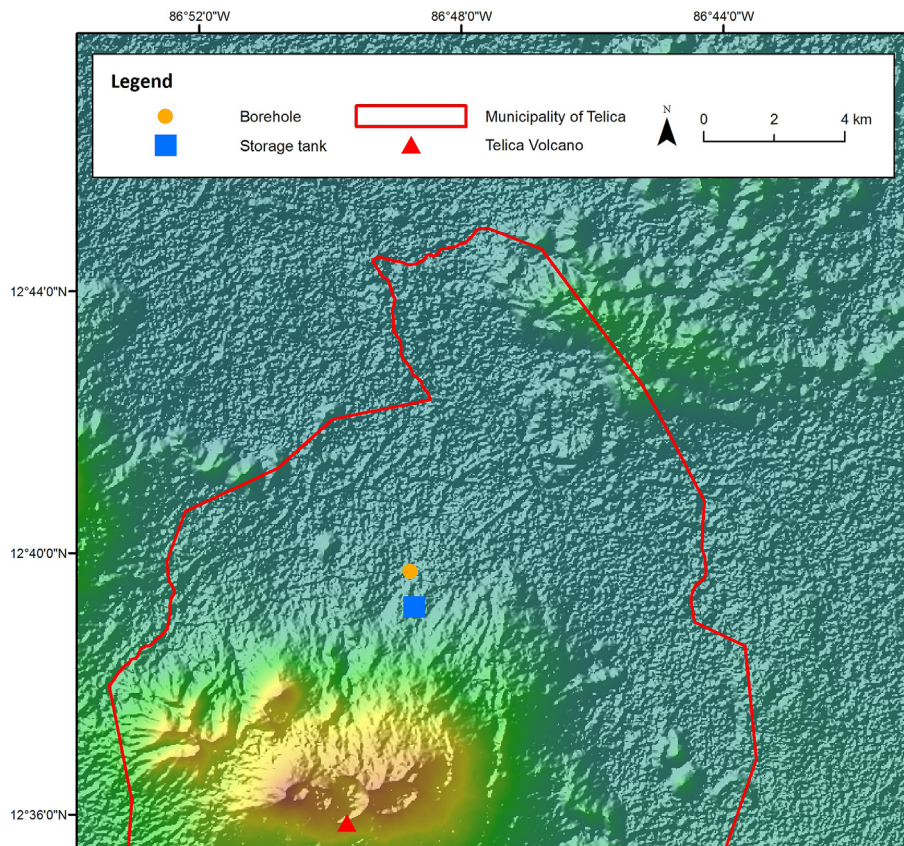 86°52'0"W 86°48'0"W 86°44'0"W
Legend
Borehole Municipality of Telica N 0 2 4 km
Storage tank Telica Volcano
12°44'0"N
12°40'0"N
12°36'0"N